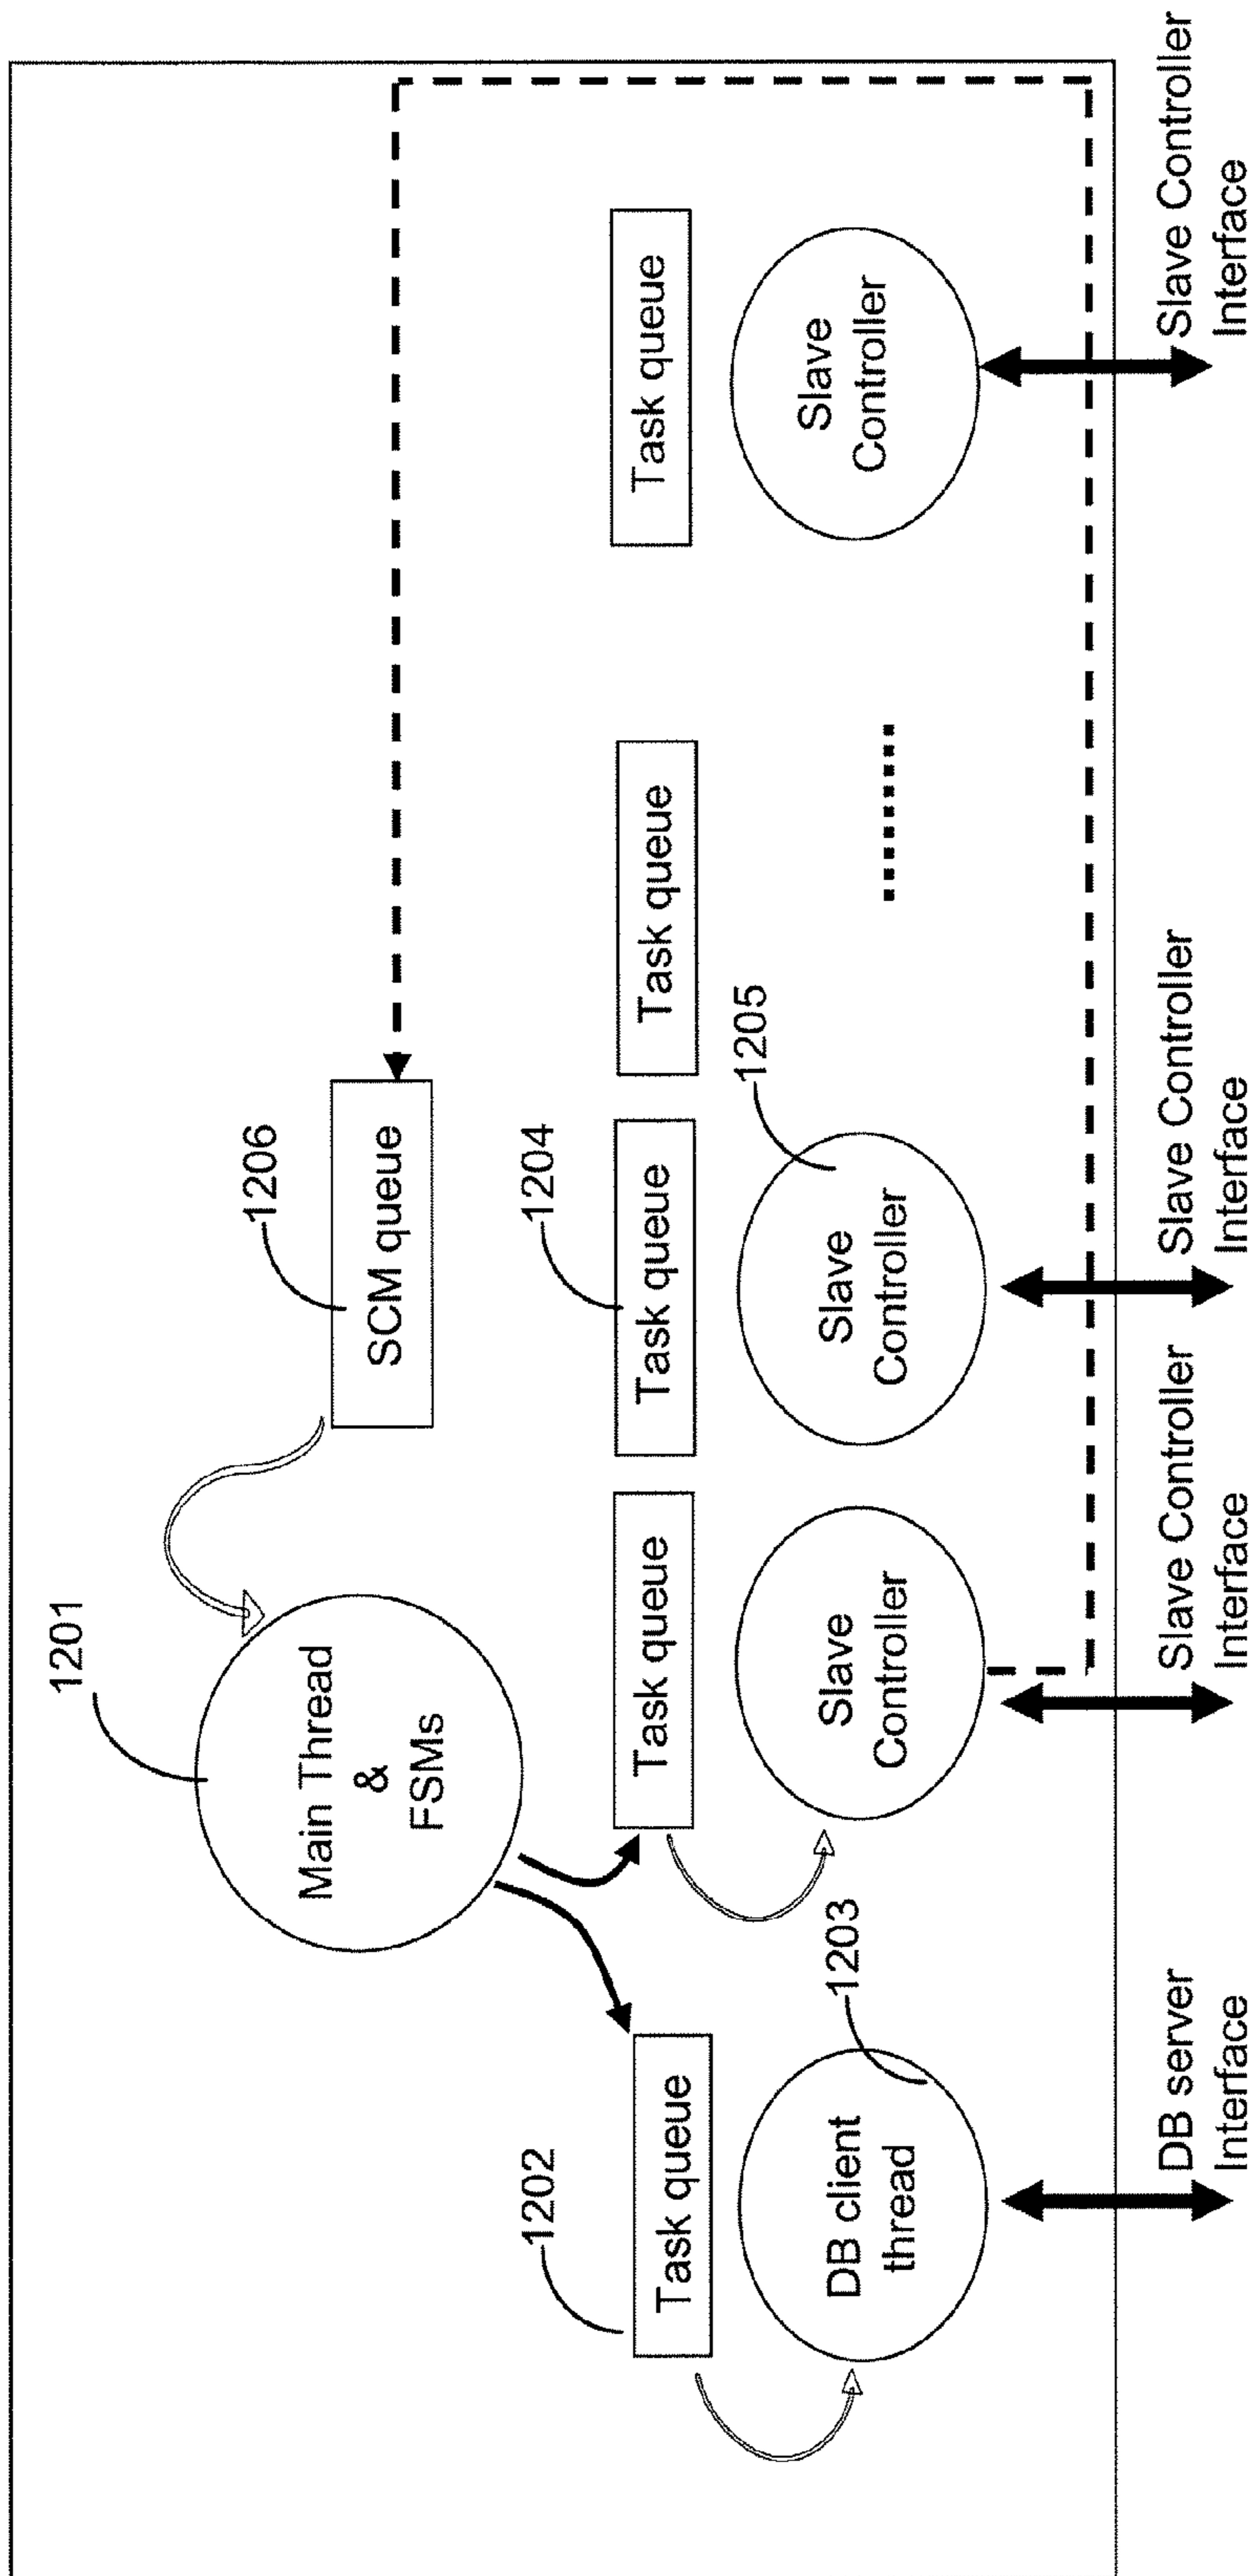 1201
1206
Main Thread
&
FSMs
SCM queue
1202
1204
Task queue
Task queue
Task queue
Task queue
Task queue
1203
1205
DB client
thread
Slave
Controller
Slave
Controller
Slave
Controller
DB server
Interface
Slave Controller
Interface
Slave Controller
Interface
Slave Controller
Interface